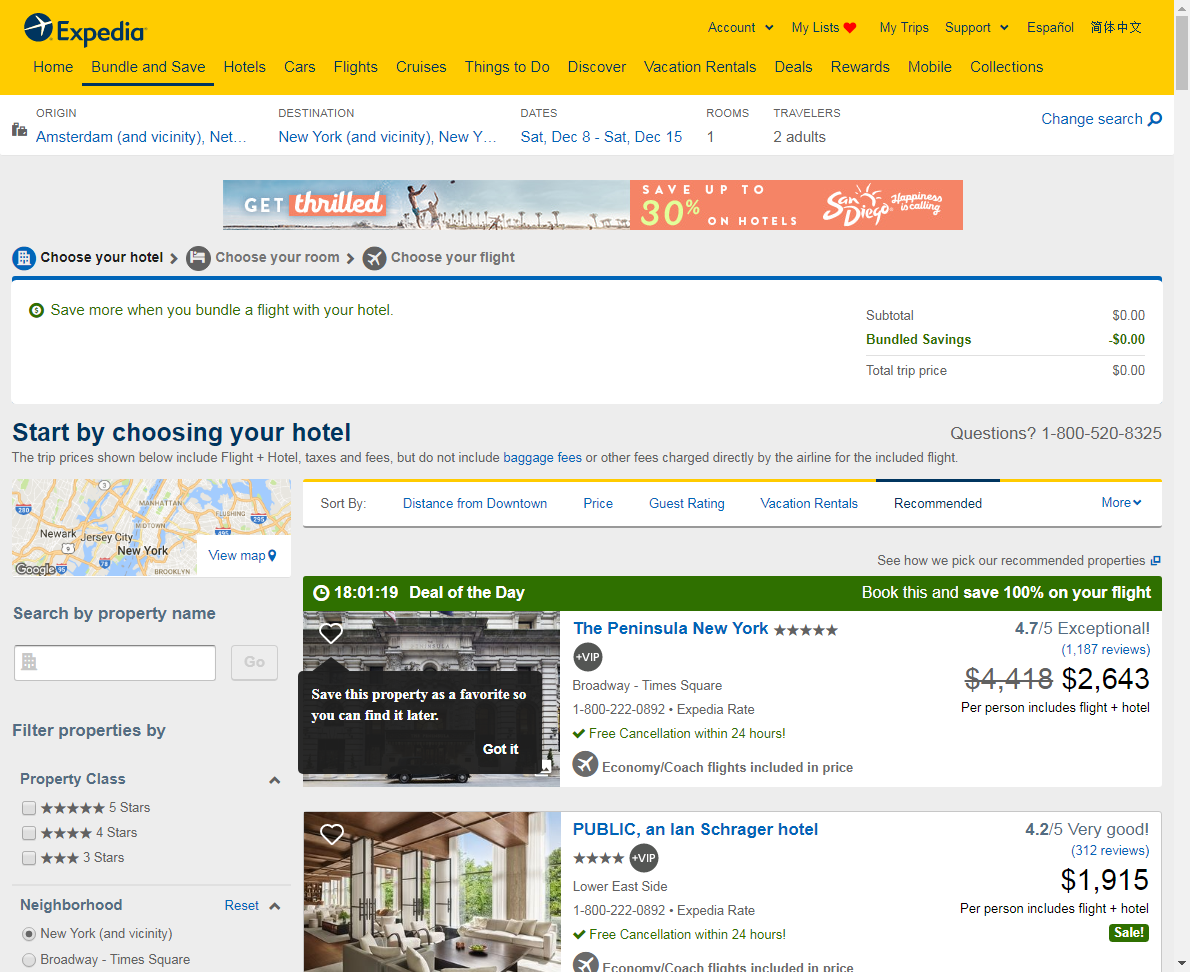 Expedia
Account
My Lists
My Trips
Support
Español
简体中文
Home
Bundle and Save
Hotels
Cars
Flights
Cruises
Things to Do
Discover
Vacation Rentals
Deals
Rewards
Mobile
Collections
ORIGIN
Amsterdam (and vicinity), Net…
DESTINATION
New York (and vicinity), New Y…
DATES
Sat, Dec 8 - Sat, Dec 15
ROOMS
1
TRAVELERS
2 adults
Change search
GET thrilled
SAVE UP TO
30% ON HOTELS
San Diego
Happiness is calling
Choose your hotel
Choose your room
Choose your flight
Save more when you bundle a flight with your hotel.
Subtotal $0.00
Bundled Savings -$0.00
Total trip price $0.00
Start by choosing your hotel
Questions? 1-800-520-8325
The trip prices shown below include Flight + Hotel, taxes and fees, but do not include baggage fees or other fees charged directly by the airline for the included flight.
3
MANHATTAN
280
FLUSHING
295
MIDTOWN
495
Newark
Jersey City
9
New York
78
BROOKLYN
Google
95
View map
Search by property name
Go
Filter properties by
Property Class
5 Stars
4 Stars
3 Stars
Neighborhood Reset
New York (and vicinity)
Broadway - Times Square
Sort By:
Distance from Downtown
Price
Guest Rating
Vacation Rentals
Recommended
More
See how we pick our recommended properties
18:01:19 Deal of the Day
Book this and save 100% on your flight
PENINSULA
Save this property as a favorite so
you can find it later.
Got it
The Peninsula New York
+VIP
Broadway - Times Square
1-800-222-0892 • Expedia Rate
Free Cancellation within 24 hours!
Economy/Coach flights included in price
4.7/5 Exceptional!
(1,187 reviews)
$4,418 $2,643
Per person includes flight + hotel
PUBLIC, an Ian Schrager hotel
+VIP
Lower East Side
1-800-222-0892 • Expedia Rate
Free Cancellation within 24 hours!
Economy/Coach flights included in price
4.2/5 Very good!
(312 reviews)
$1,915
Per person includes flight + hotel
Sale!